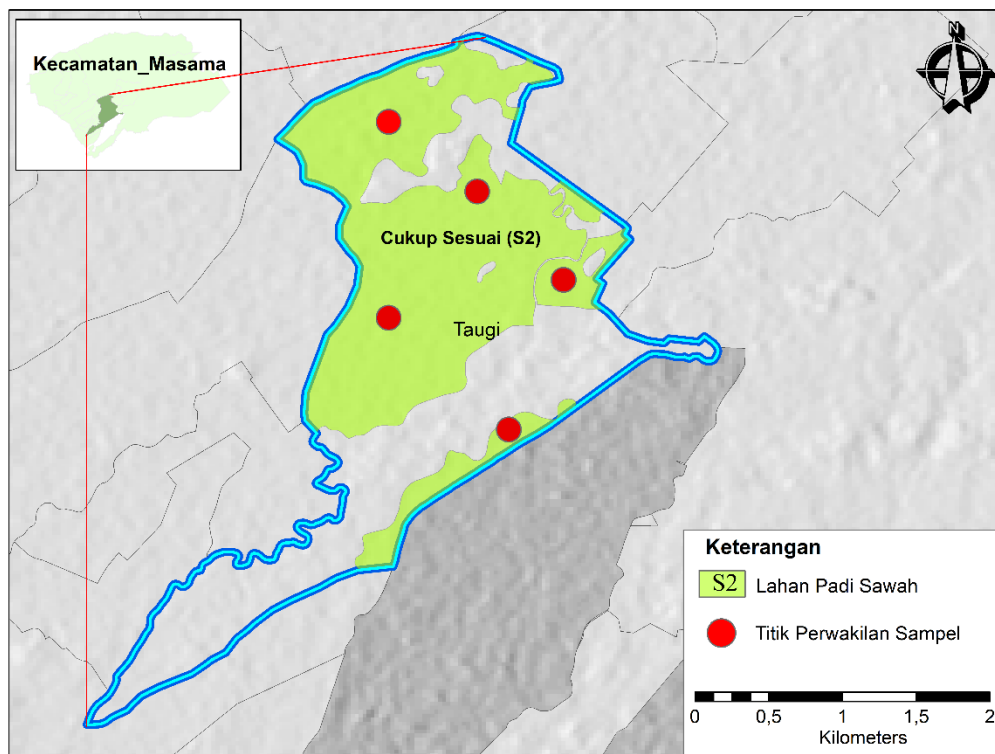 Kecamatan_Masama
N
Cukup Sesuai (S2)
Taugi
Keterangan
S2 Lahan Padi Sawah
Titik Perwakilan Sampel
0 0,5 1 1,5 2
Kilometers